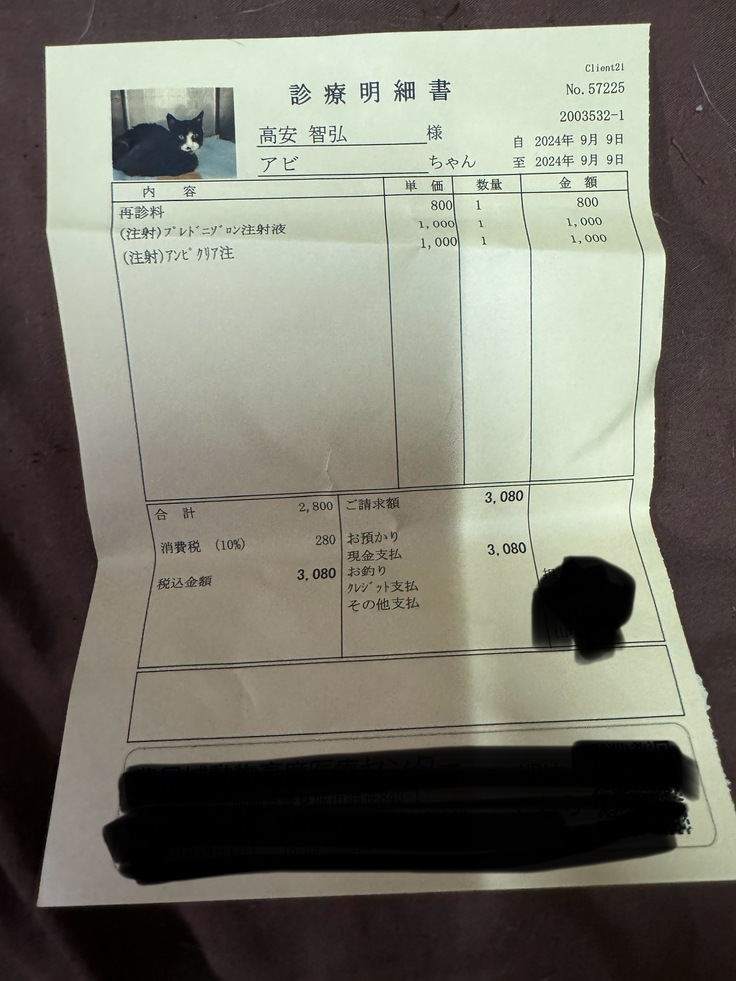 Client21
診療明細書
No.57225
2003532-1
高安 智弘 様
自 2024年 9月 9日
アビ ちゃん
至 2024年 9月 9日
内 容 単 価 数量 金 額
再診料 800 1 800
(注射)ﾌﾟﾚﾄﾞﾆｿﾞﾛﾝ注射液 1,000 1 1,000
(注射)ｱﾝﾋﾟｸﾘｱ注 1,000 1 1,000
合 計 2,800
消費税 (10%) 280
税込金額 3,080
ご請求額 3,080
お預かり
現金支払 3,080
お釣り
ｸﾚｼﾞｯﾄ支払
その他支払